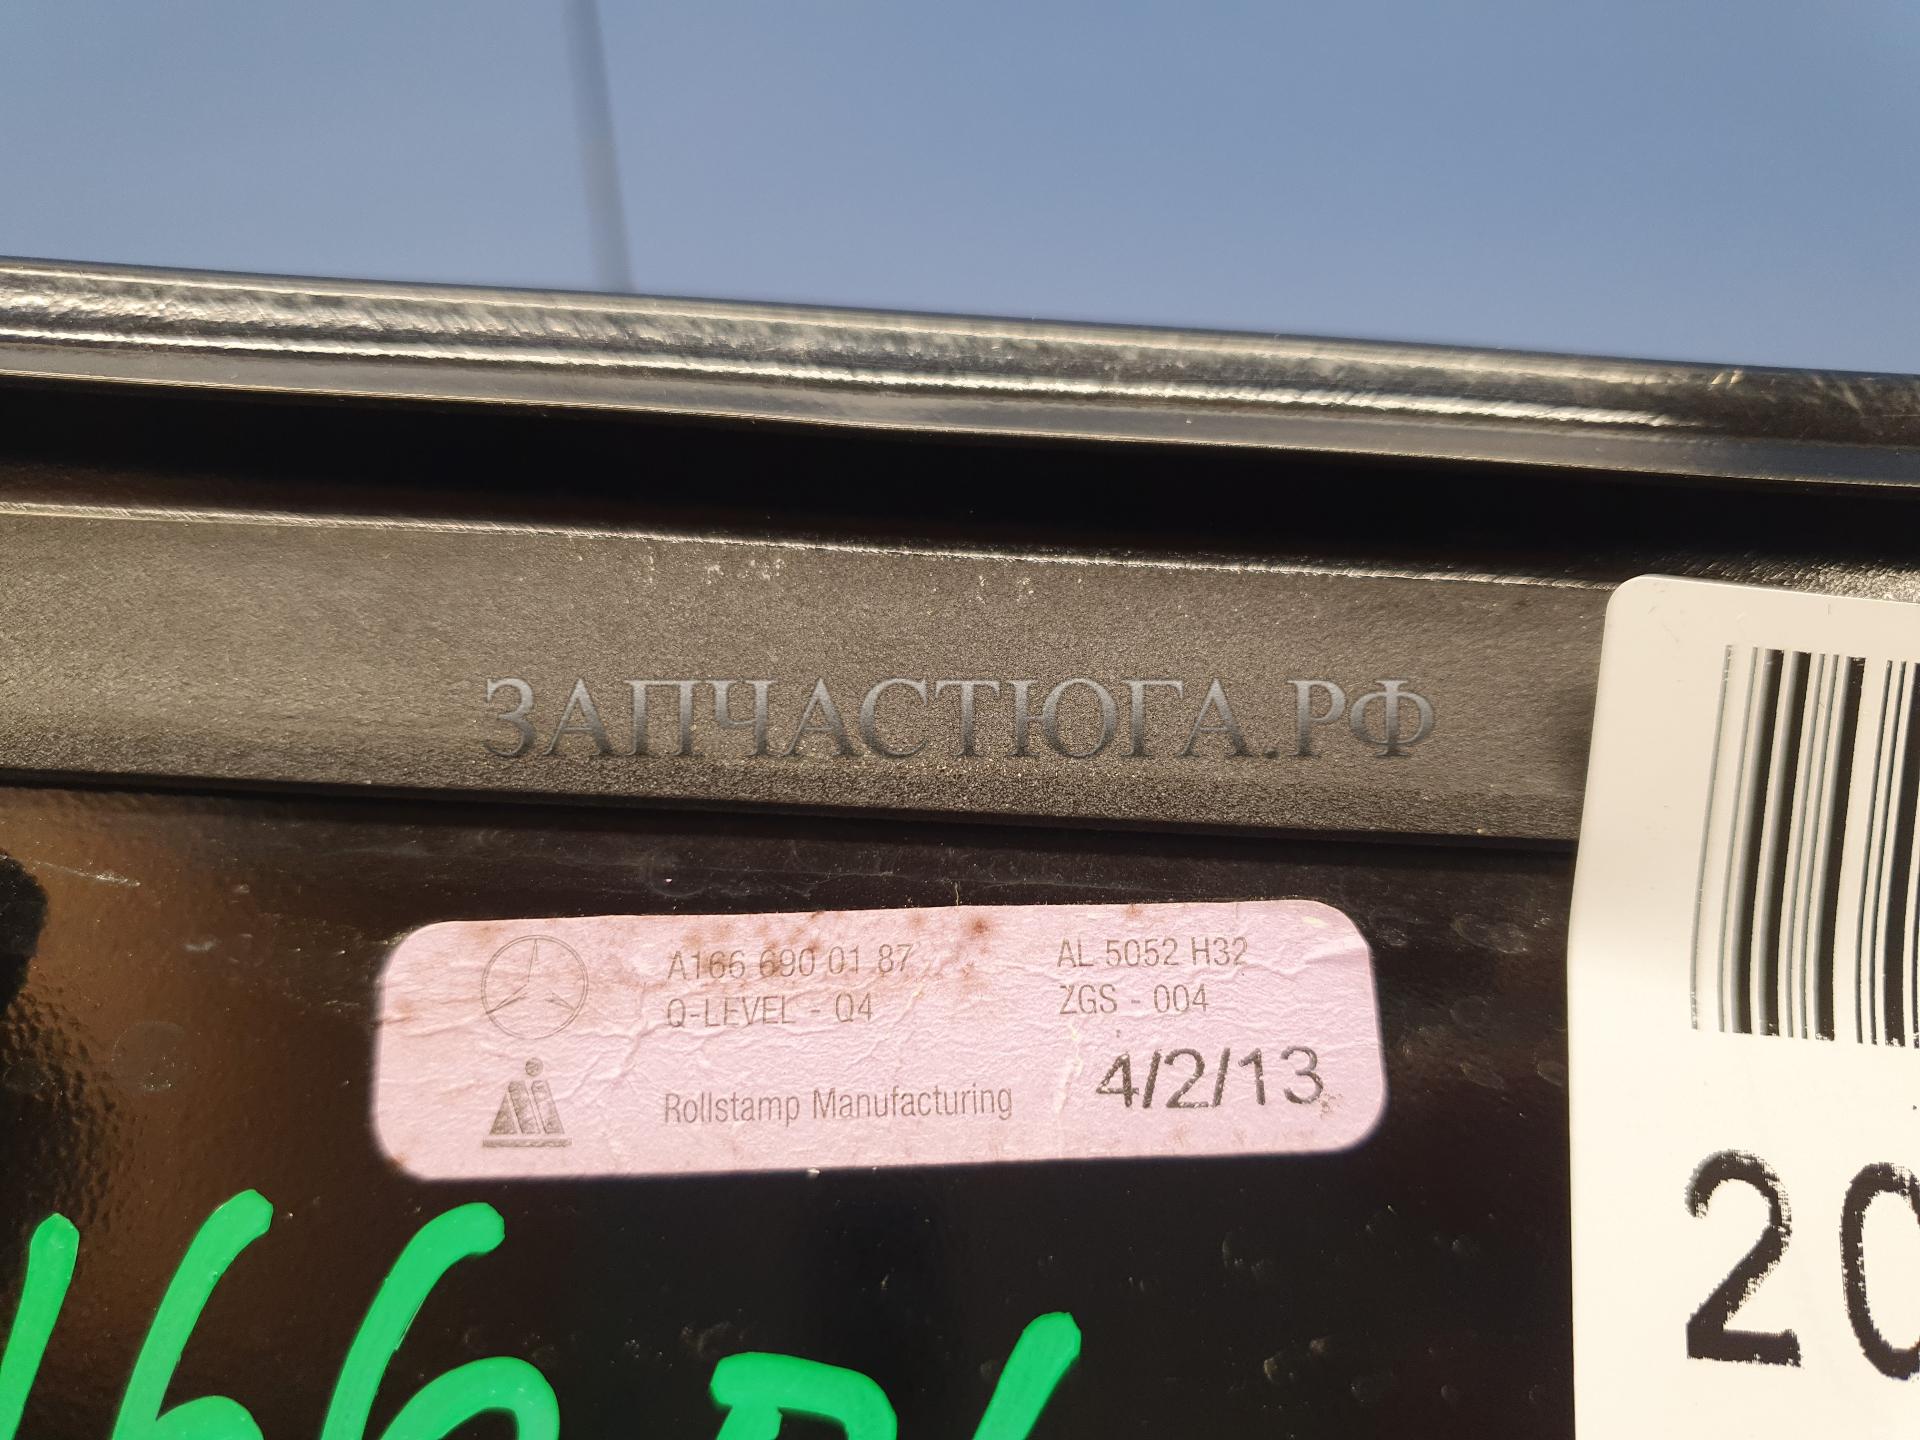 ЗАПЧАСТЮГА.РФ
A166 690 01 87
Q-LEVEL - Q4
AL 5052 H32
ZGS - 004
Rollstamp Manufacturing
4/2/13
20
166